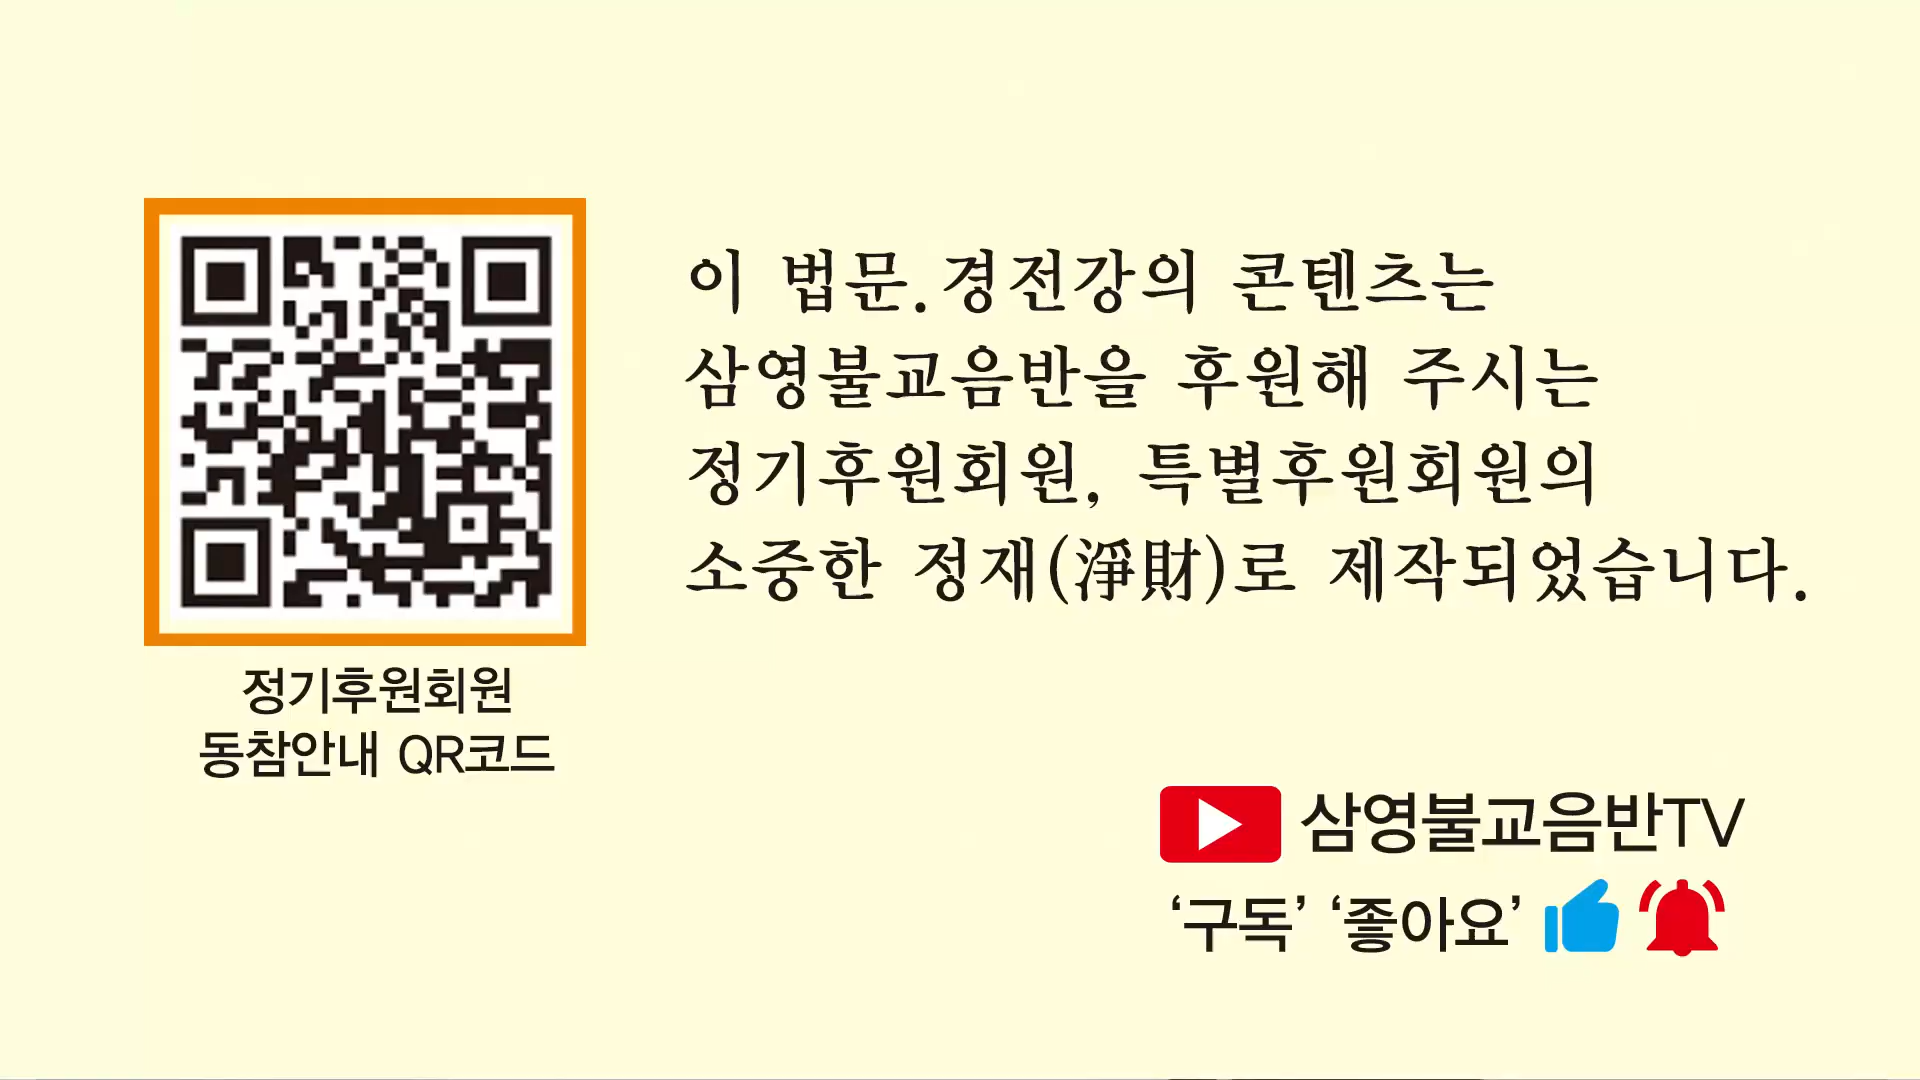 이 법문.경전강의 콘텐츠는
삼영불교음반을 후원해 주시는
정기후원회원, 특별후원회원의
소중한 정재(淨財)로 제작되었습니다.
정기후원회원
동참안내 QR코드
삼영불교음반TV
‘구독’ ‘좋아요’